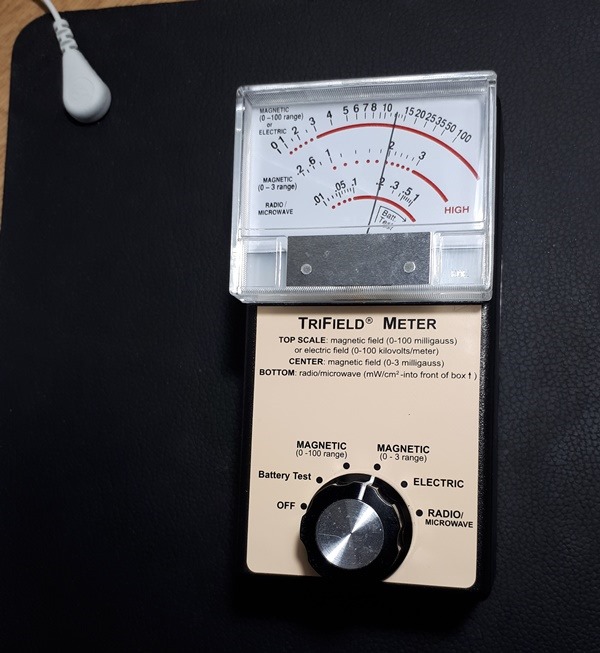 MAGNETIC
(0–100 range)
or
ELECTRIC
0 1 2 3 4 5 6 7 8 10 15 20 25 35 50 100
MAGNETIC
(0–3 range)
.2 .6 1 2 3
RADIO/
MICROWAVE
.01 .05 .1 .2 .3 .5 1
Batt.
Test
HIGH
TRIFIELD® METER
TOP SCALE: magnetic field (0-100 milligauss)
or electric field (0-100 kilovolts/meter)
CENTER: magnetic field (0-3 milligauss)
BOTTOM: radio/microwave (mW/cm²-into front of box↑)
MAGNETIC
(0-100 range)
MAGNETIC
(0 - 3 range)
Battery Test
ELECTRIC
OFF
RADIO/
MICROWAVE